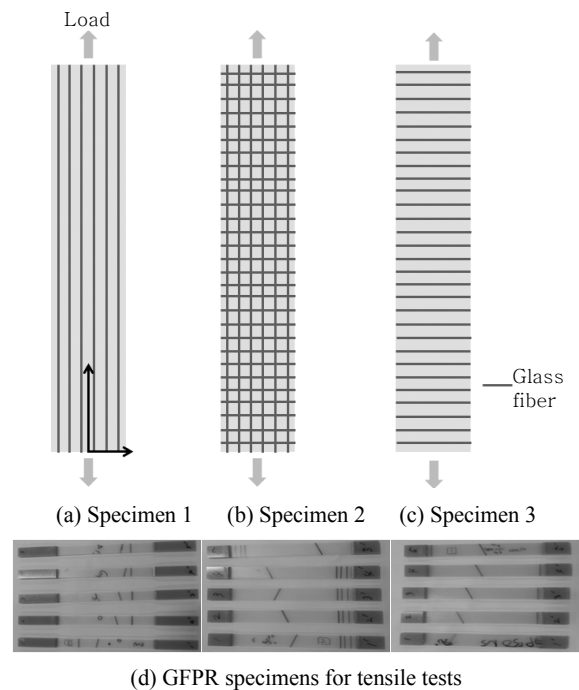 Load
Glass
fiber
(a) Specimen 1
(b) Specimen 2
(c) Specimen 3
(d) GFPR specimens for tensile tests